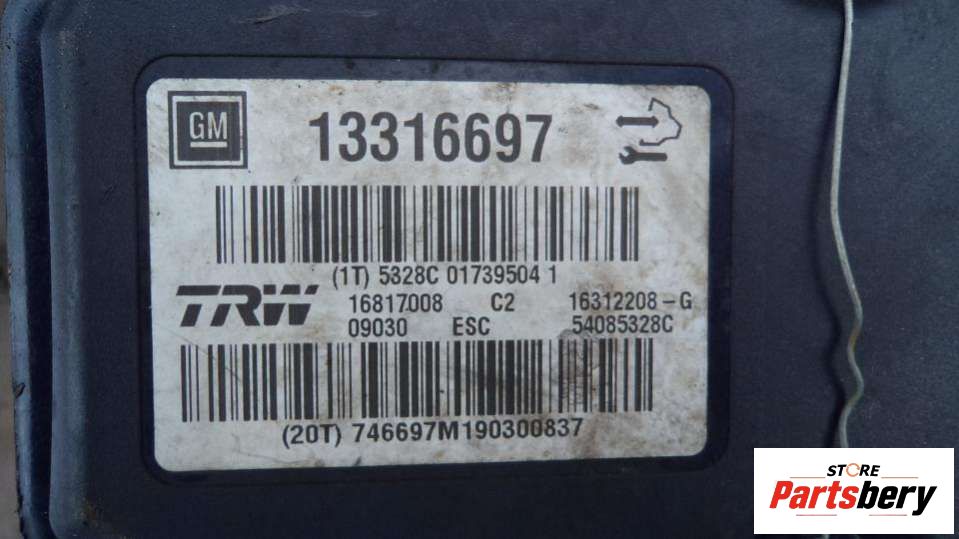 GM 13316697
(1T) 5328C 01739504 1
TRW 16817008 C2 16312208-G
09030 ESC 54085328C
(20T) 746697M190300837
STORE
Partsbery